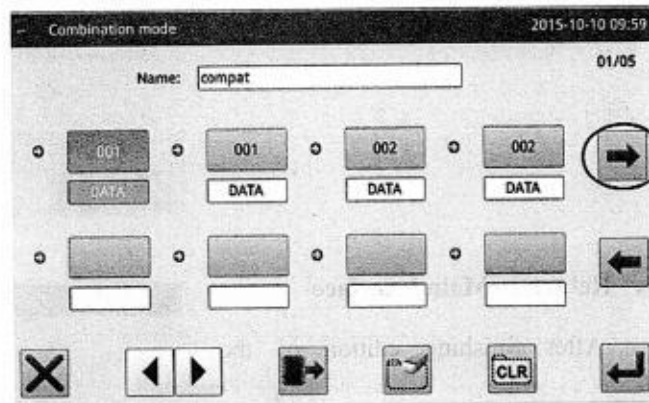 Combination mode 2015-10-10 09:59
01/05
Name: compat
001 001 002 002
DATA DATA DATA DATA
CLR